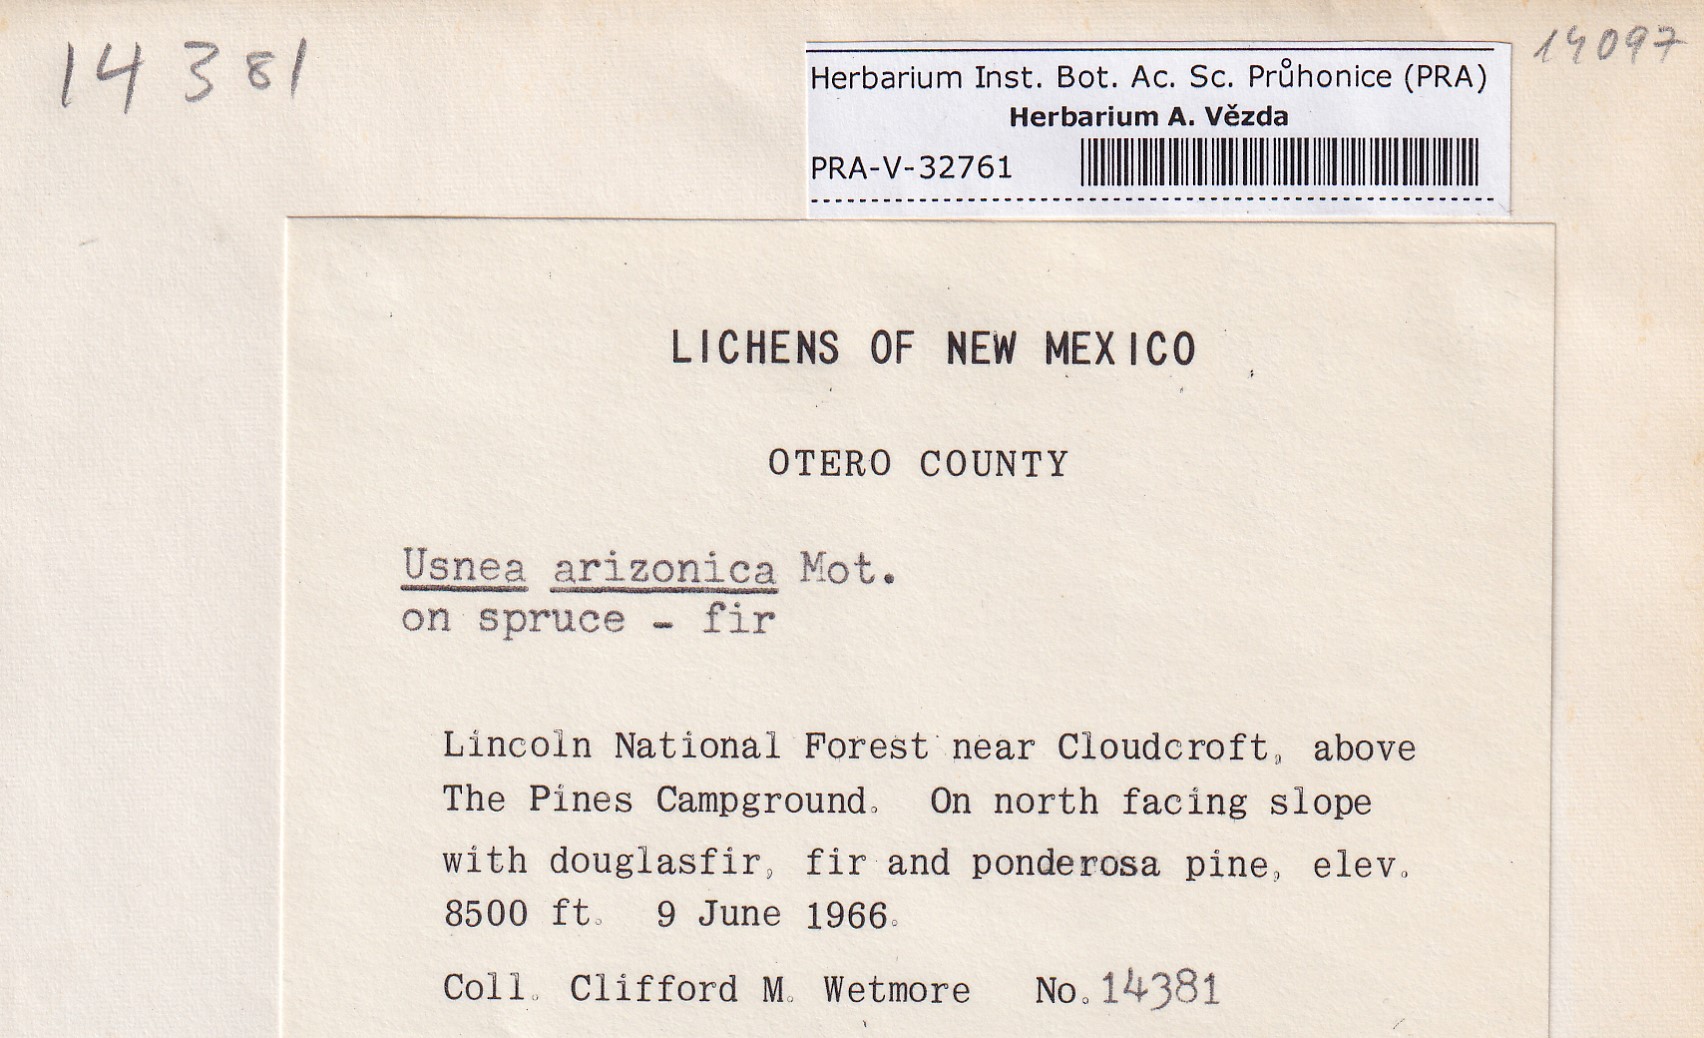 14381
14097
Herbarium Inst. Bot. Ac. Sc. Průhonice (PRA)
Herbarium A. Vězda
PRA-V-32761
LICHENS OF NEW MEXICO
OTERO COUNTY
Usnea arizonica Mot.
on spruce - fir
Lincoln National Forest near Cloudcroft, above
The Pines Campground. On north facing slope
with douglasfir, fir and ponderosa pine, elev.
8500 ft. 9 June 1966.
Coll. Clifford M. Wetmore No. 14381